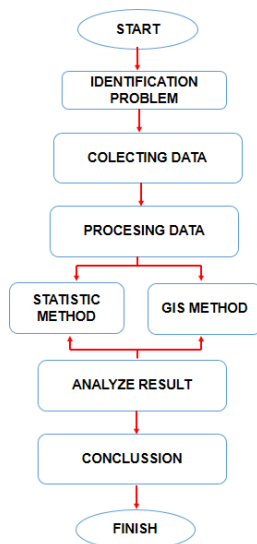 START
IDENTIFICATION
PROBLEM
COLECTING DATA
PROCESING DATA
STATISTIC
METHOD
GIS METHOD
ANALYZE RESULT
CONCLUSSION
FINISH